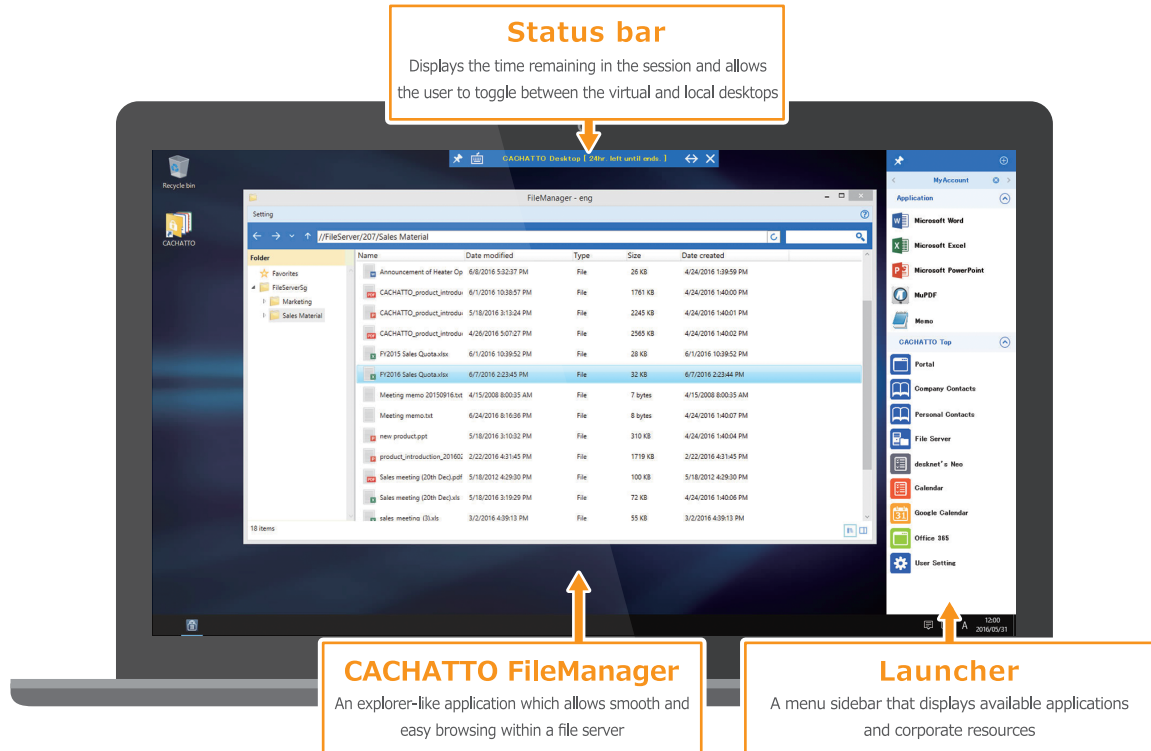 Status bar
Displays the time remaining in the session and allows
the user to toggle between the virtual and local desktops
Recycle bin
CACHATTO
CACHATTO Desktop [ 24hr. left until ends. ]
FileManager - eng
Setting
//FileServer/207/Sales Material
Folder
Favorites
FileServerSg
Marketing
Sales Material
Name Date modified Type Size Date created
Announcement of Heater Op 6/8/2016 5:32:37 PM File 26 KB 4/24/2016 1:39:59 PM
CACHATTO_product_introduc 6/1/2016 10:38:57 PM File 1761 KB 4/24/2016 1:40:00 PM
CACHATTO_product_introduc 5/18/2016 3:13:24 PM File 2245 KB 4/24/2016 1:40:01 PM
CACHATTO_product_introduc 4/26/2016 5:07:27 PM File 2565 KB 4/24/2016 1:40:02 PM
FY2015 Sales Quota.xlsx 6/1/2016 10:39:52 PM File 28 KB 6/1/2016 10:39:52 PM
FY2016 Sales Quota.xlsx 6/7/2016 2:23:45 PM File 32 KB 6/7/2016 2:23:44 PM
Meeting memo 20150916.txt 4/15/2008 8:00:35 AM File 7 bytes 4/15/2008 8:00:35 AM
Meeting memo.txt 6/24/2016 8:16:36 PM File 8 bytes 4/24/2016 1:40:07 PM
new product.ppt 5/18/2016 3:10:32 PM File 310 KB 4/24/2016 1:40:04 PM
product_introduction_201602 2/22/2016 4:31:45 PM File 1719 KB 2/22/2016 4:31:45 PM
Sales meeting (20th Dec).pdf 5/18/2012 4:29:30 PM File 100 KB 5/18/2012 4:29:30 PM
Sales meeting (20th Dec).xls 5/18/2016 3:19:29 PM File 72 KB 4/24/2016 1:40:06 PM
sales meeting (3).xls 3/2/2016 4:39:13 PM File 55 KB 3/2/2016 4:39:13 PM
18 items
MyAccount
Application
Microsoft Word
Microsoft Excel
Microsoft PowerPoint
MuPDF
Memo
CACHATTO Top
Portal
Company Contacts
Personal Contacts
File Server
desknet's Neo
Calendar
31
Google Calendar
Office 365
User Setting
A
12:00
2016/05/31
CACHATTO FileManager
An explorer-like application which allows smooth and
easy browsing within a file server
Launcher
A menu sidebar that displays available applications
and corporate resources